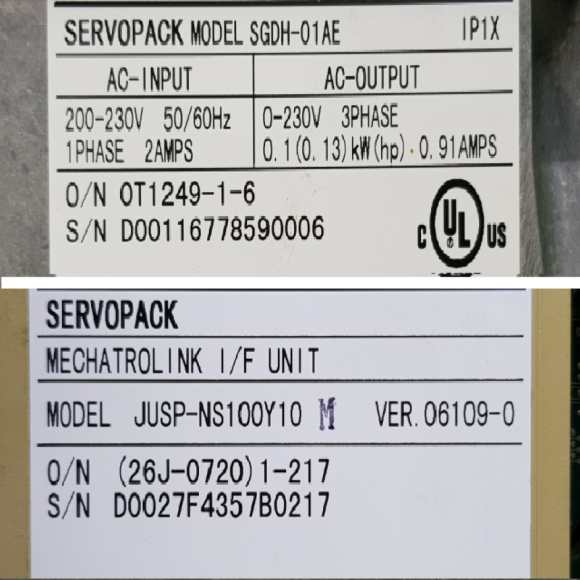 SERVOPACK MODEL SGDH-01AE IP1X
AC-INPUT AC-OUTPUT
200-230V 50/60Hz 0-230V 3PHASE
1PHASE 2AMPS 0.1(0.13)kW(hp)·0.91AMPS
O/N OT1249-1-6
S/N D00116778590006
C UL US
SERVOPACK
MECHATROLINK I/F UNIT
MODEL JUSP-NS100Y10 M VER.06109-0
O/N (26J-0720)1-217
S/N D0027F4357B0217